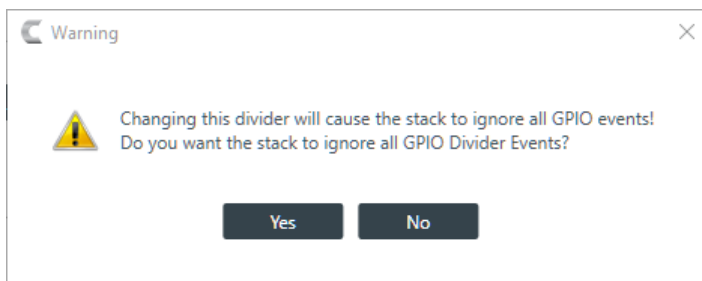 Warning
Changing this divider will cause the stack to ignore all GPIO events!
Do you want the stack to ignore all GPIO Divider Events?
Yes
No